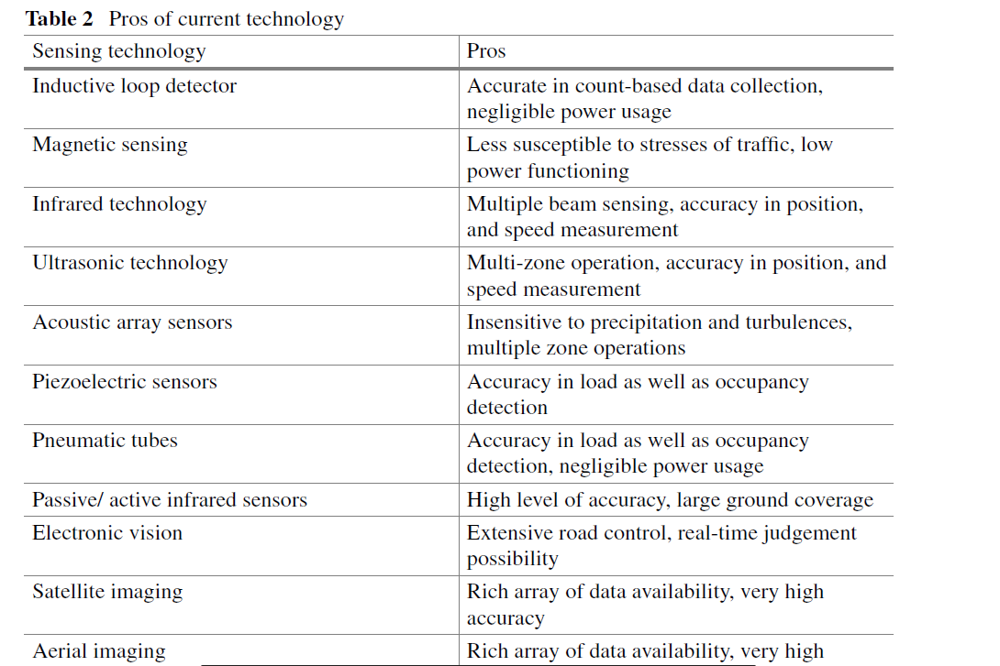 Table 2 Pros of current technology
Sensing technology
Pros
Inductive loop detector
Accurate in count-based data collection,
negligible power usage
Magnetic sensing
Less susceptible to stresses of traffic, low
power functioning
Infrared technology
Multiple beam sensing, accuracy in position,
and speed measurement
Ultrasonic technology
Multi-zone operation, accuracy in position, and
speed measurement
Acoustic array sensors
Insensitive to precipitation and turbulences,
multiple zone operations
Piezoelectric sensors
Accuracy in load as well as occupancy
detection
Pneumatic tubes
Accuracy in load as well as occupancy
detection, negligible power usage
Passive/ active infrared sensors
High level of accuracy, large ground coverage
Electronic vision
Extensive road control, real-time judgement
possibility
Satellite imaging
Rich array of data availability, very high
accuracy
Aerial imaging
Rich array of data availability, very high